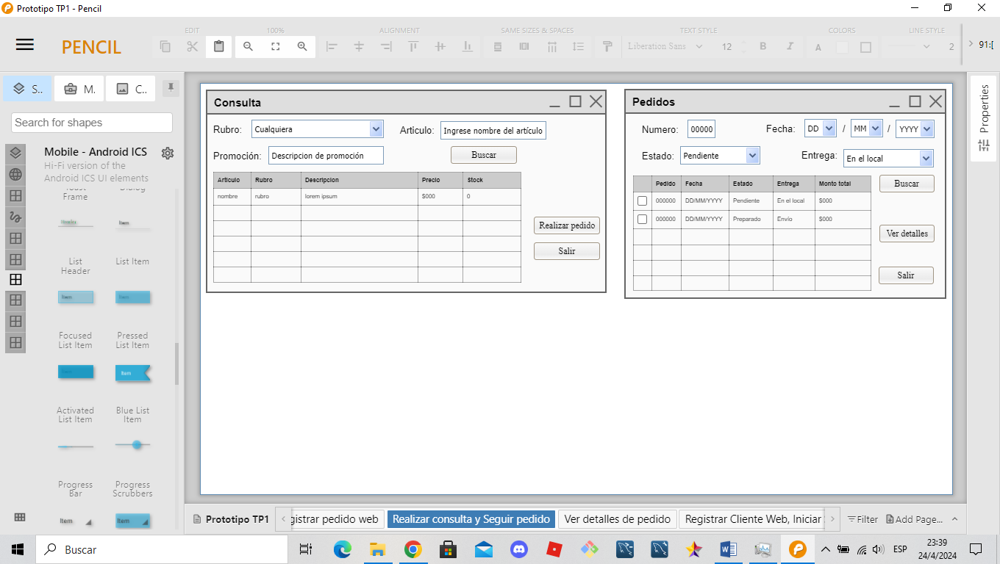 Prototipo TP1 - Pencil
PENCIL
EDIT
100%
ALIGNMENT
SAME SIZES & SPACES
TEXT STYLE
COLORS
LINE STYLE
Liberation Sans
12
B
I
A
2
91:[
S..
M.
C..
Search for shapes
Mobile - Android ICS
Hi-Fi version of the
Android ICS UI elements
Frame
Header
Item
List
Header
List Item
Item
Item
Focused
List Item
Pressed
List Item
Item
Activated
List Item
Blue List
Item
Progress
Bar
Progress
Scrubbers
Item
Item
Consulta
Rubro:
Cualquiera
Articulo:
Ingrese nombre del artículo
Promoción:
Descripcion de promoción
Buscar
Articulo
Rubro
Descripcion
Precio
Stock
nombre
rubro
lorem ipsum
$000
0
Realizar pedido
Salir
Pedidos
Numero:
00000
Fecha:
DD
/
MM
/
YYYY
Estado:
Pendiente
Entrega:
En el local
Pedido
Fecha
Estado
Entrega
Monto total
Buscar
000000
DD/MM/YYYY
Pendiente
En el local
$000
000000
DD/MM/YYYY
Preparado
Envío
$000
Ver detalles
Salir
Properties
Prototipo TP1
gistrar pedido web
Realizar consulta y Seguir pedido
Ver detalles de pedido
Registrar Cliente Web, Iniciar
Filter
Add Page...
Buscar
ESP
23:39
24/4/2024